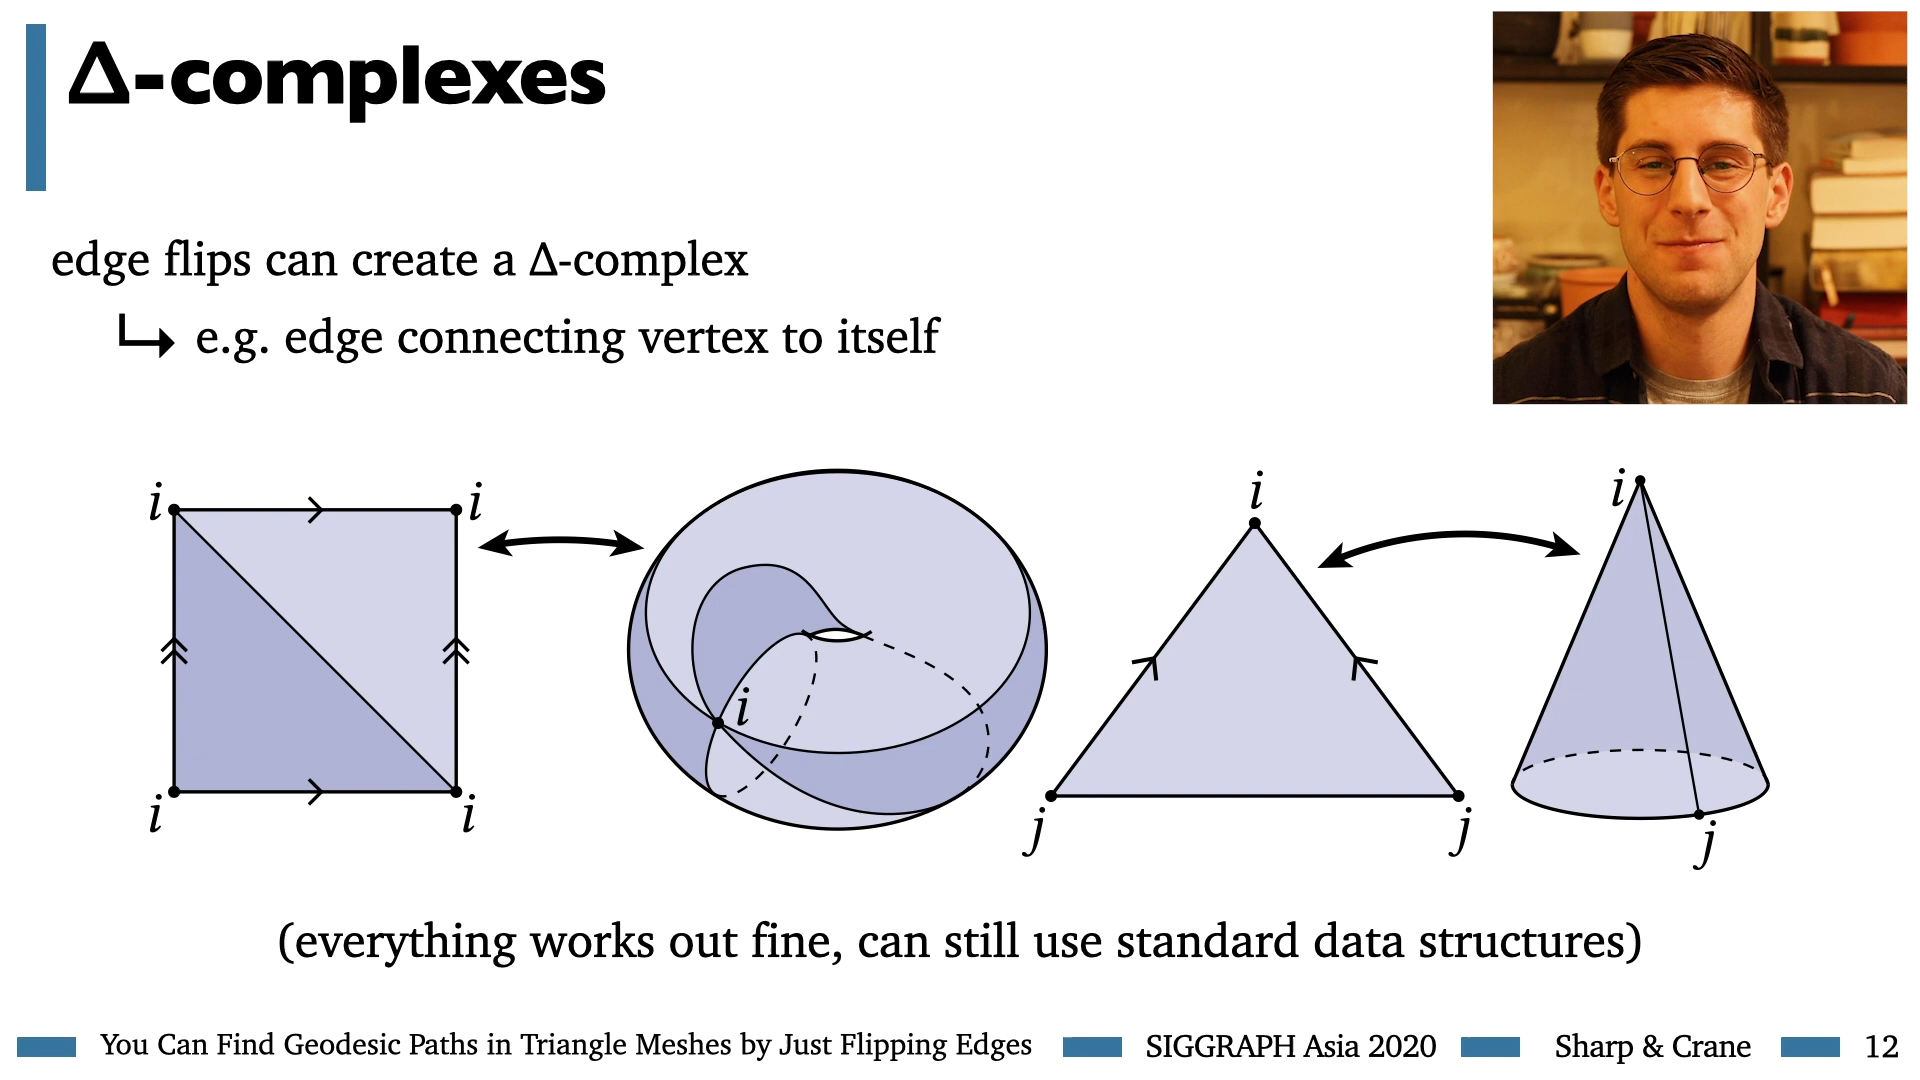 Δ-complexes
edge flips can create a Δ-complex
e.g. edge connecting vertex to itself
i i
i i
i
i
j j
i
j
(everything works out fine, can still use standard data structures)
You Can Find Geodesic Paths in Triangle Meshes by Just Flipping Edges SIGGRAPH Asia 2020 Sharp & Crane 12